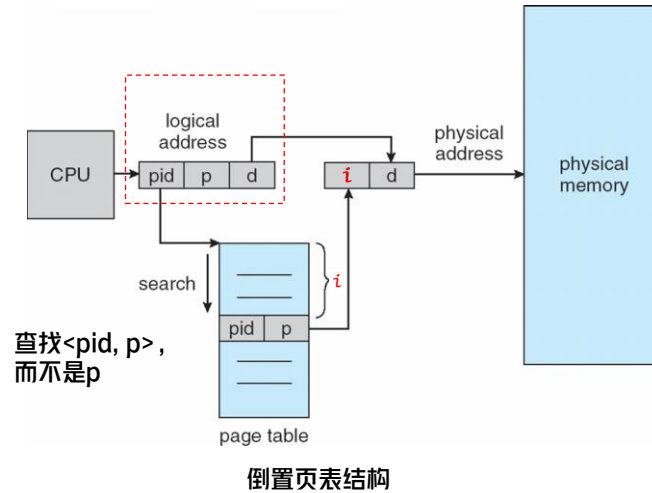 logical
address
CPU
pid p d
i d
physical
address
physical
memory
search
i
pid p
查找<pid, p>,
而不是p
page table
倒置页表结构